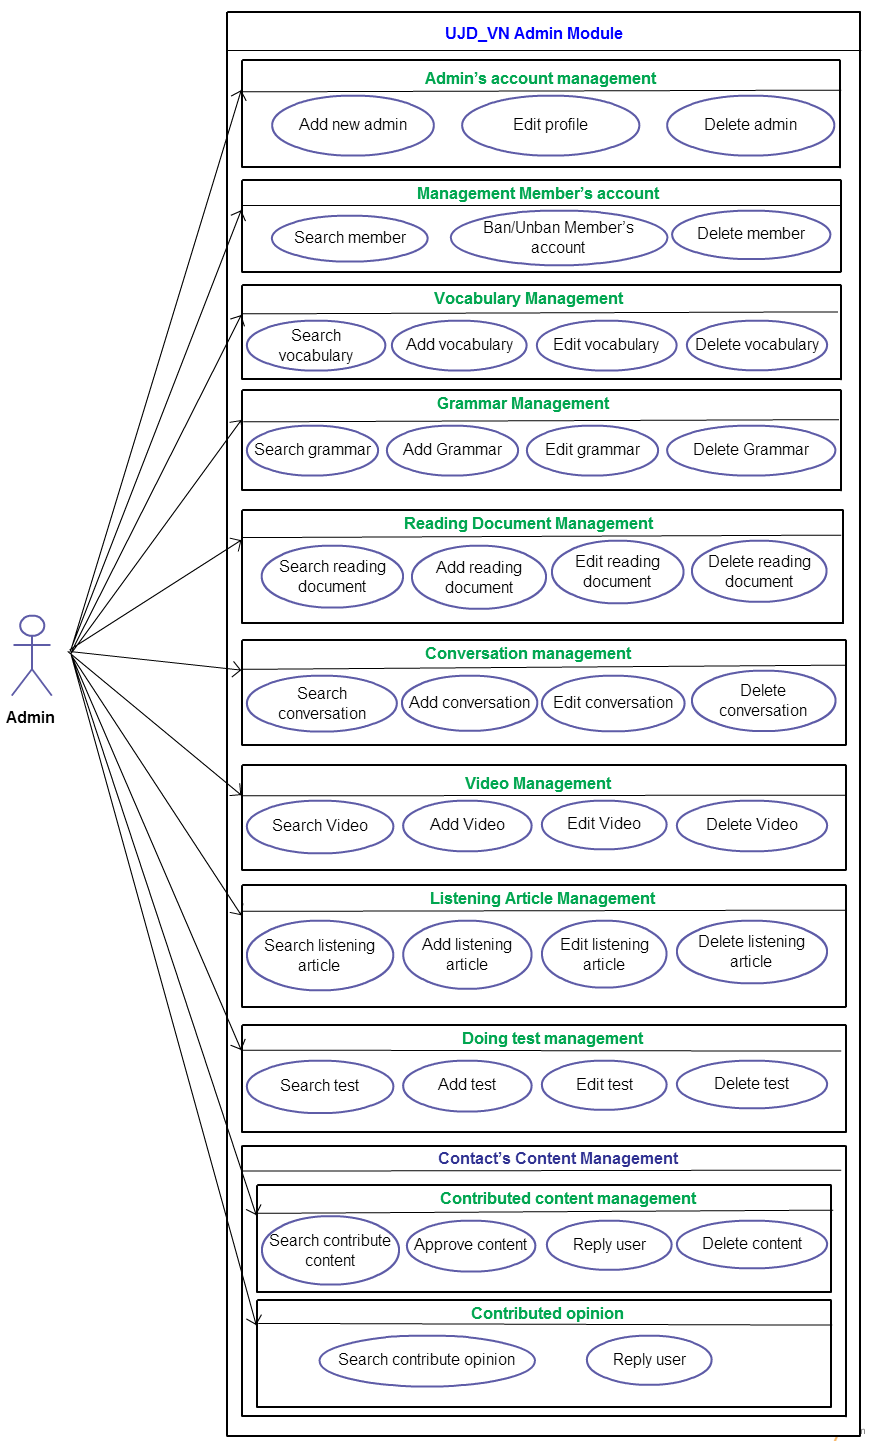 UJD_VN Admin Module
Admin's account management
Add new admin
Edit profile
Delete admin
Management Member's account
Search member
Ban/Unban Member's
account
Delete member
Vocabulary Management
Search
vocabulary
Add vocabulary
Edit vocabulary
Delete vocabulary
Grammar Management
Search grammar
Add Grammar
Edit grammar
Delete Grammar
Reading Document Management
Search reading
document
Add reading
document
Edit reading
document
Delete reading
document
Admin
Conversation management
Search
conversation
Add conversation
Edit conversation
Delete
conversation
Video Management
Search Video
Add Video
Edit Video
Delete Video
Listening Article Management
Search listening
article
Add listening
article
Edit listening
article
Delete listening
article
Doing test management
Search test
Add test
Edit test
Delete test
Contact's Content Management
Contributed content management
Search contribute
content
Approve content
Reply user
Delete content
Contributed opinion
Search contribute opinion
Reply user